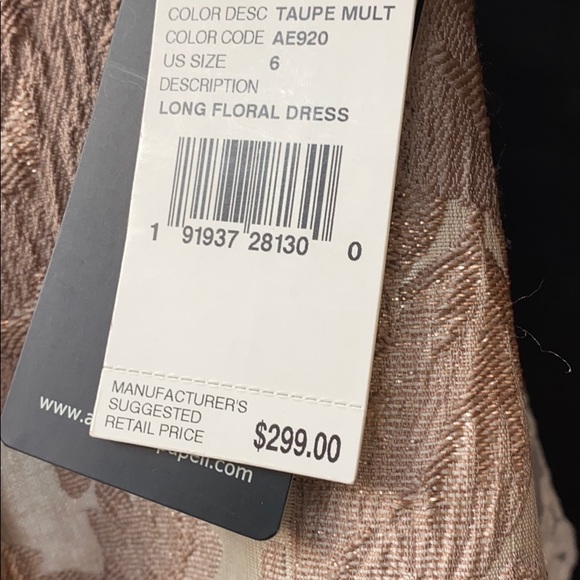 COLOR DESC TAUPE MULT
COLOR CODE AE920
US SIZE 6
DESCRIPTION
LONG FLORAL DRESS
1 91937 28130 0
MANUFACTURER'S
SUGGESTED
RETAIL PRICE
$299.00